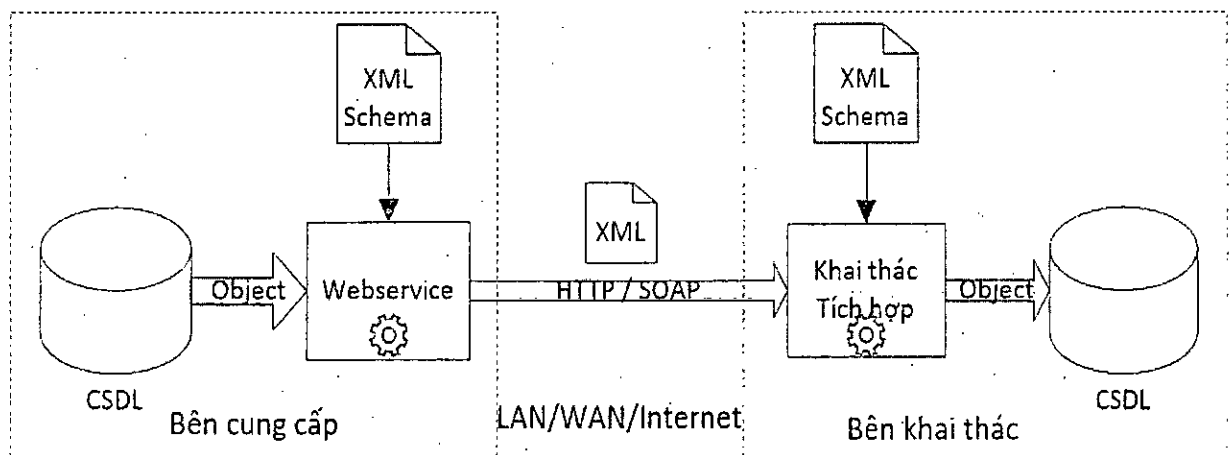 XML
Schema
XML
Schema
XML
Object
Webservice
HTTP / SOAP
Khai thác
Tích hợp
Object
CSDL
CSDL
Bên cung cấp
LAN/WAN/Internet
Bên khai thác